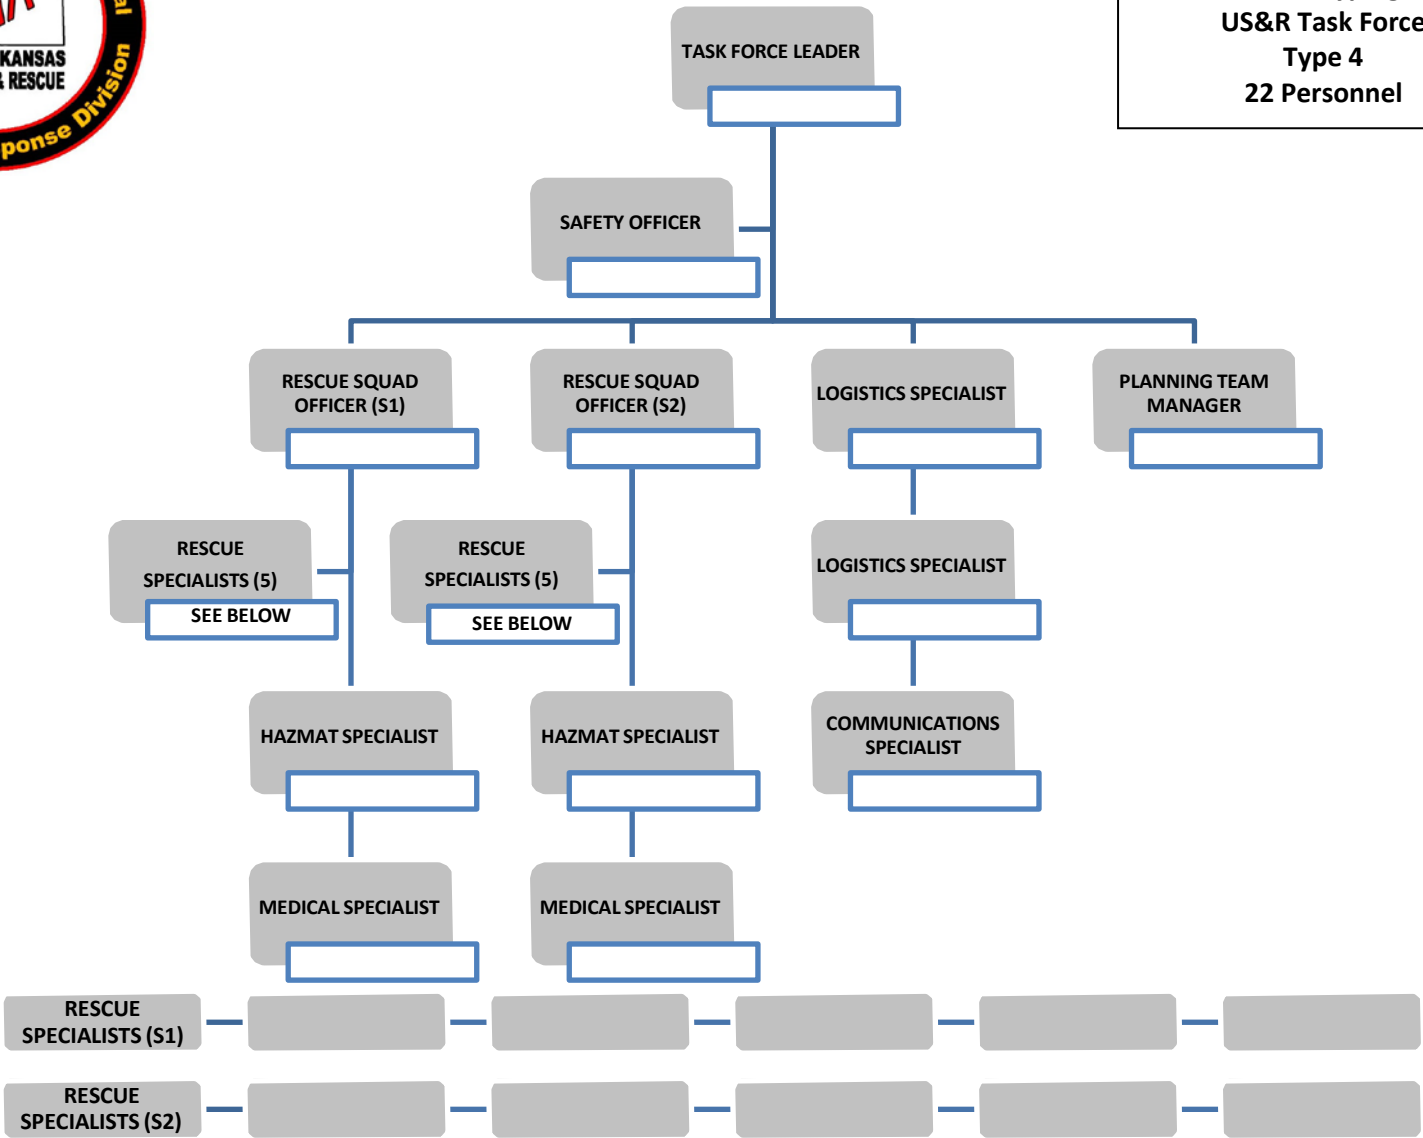 KANSAS
& RESCUE
ponse Division
US&R Task Force
Type 4
22 Personnel
TASK FORCE LEADER
SAFETY OFFICER
RESCUE SQUAD
OFFICER (S1)
RESCUE SQUAD
OFFICER (S2)
LOGISTICS SPECIALIST
PLANNING TEAM
MANAGER
RESCUE
SPECIALISTS (5)
SEE BELOW
RESCUE
SPECIALISTS (5)
SEE BELOW
LOGISTICS SPECIALIST
HAZMAT SPECIALIST
HAZMAT SPECIALIST
COMMUNICATIONS
SPECIALIST
MEDICAL SPECIALIST
MEDICAL SPECIALIST
RESCUE
SPECIALISTS (S1)
RESCUE
SPECIALISTS (S2)